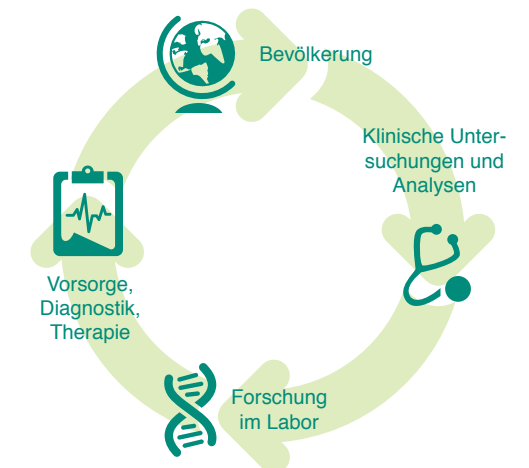 Bevölkerung
Klinische Unter-
suchungen und
Analysen
Vorsorge,
Diagnostik,
Therapie
Forschung
im Labor